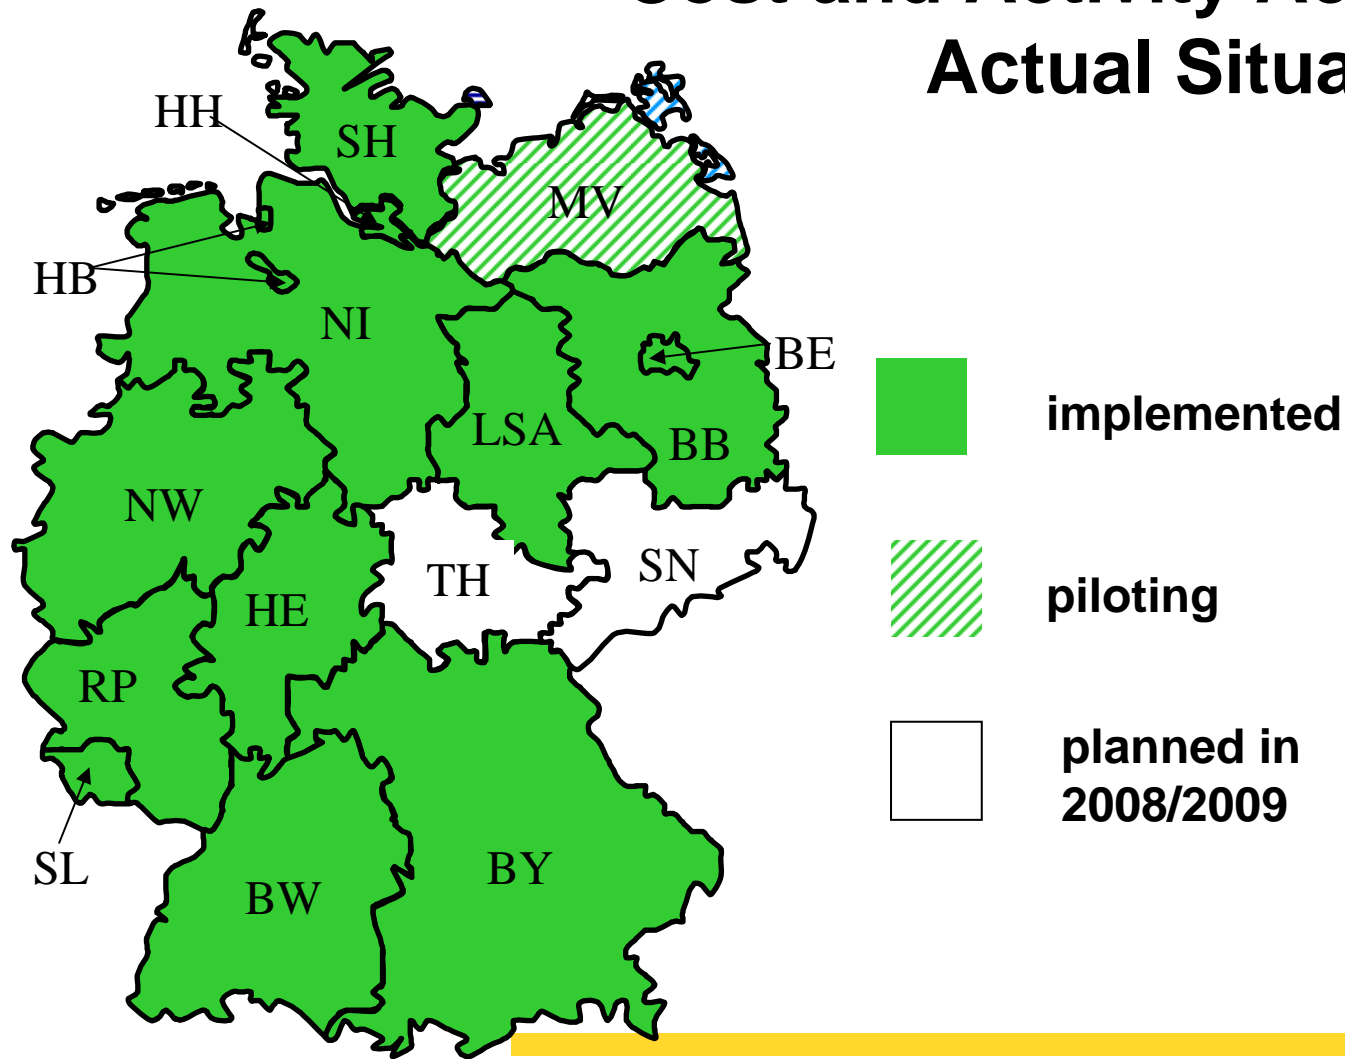 Actual
HH
SH
MV
HB
NI
BE
implemented
LSA
BB
NW
TH
SN
HE
piloting
RP
planned in
2008/2009
SL
BW
BY